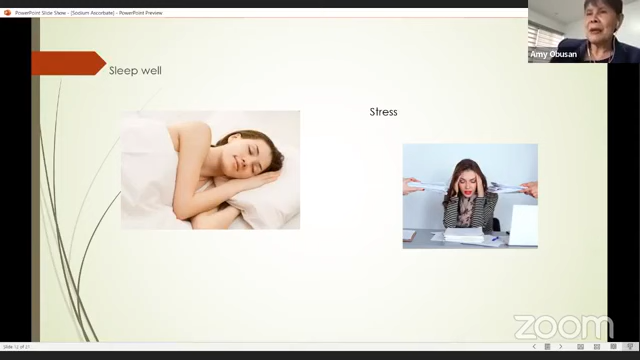 PowerPoint Slide Show - [Sodium Ascorbate] - PowerPoint Preview
Amy Obusan
Sleep well
Stress
zoom
Slide 12 of 21